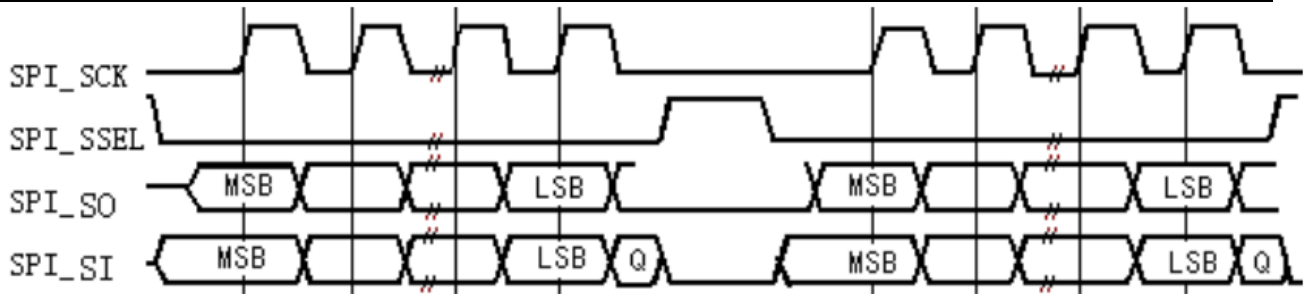 SPI_SCK
SPI_SSEL
SPI_SO MSB LSB MSB LSB
SPI_SI MSB LSB Q MSB LSB Q